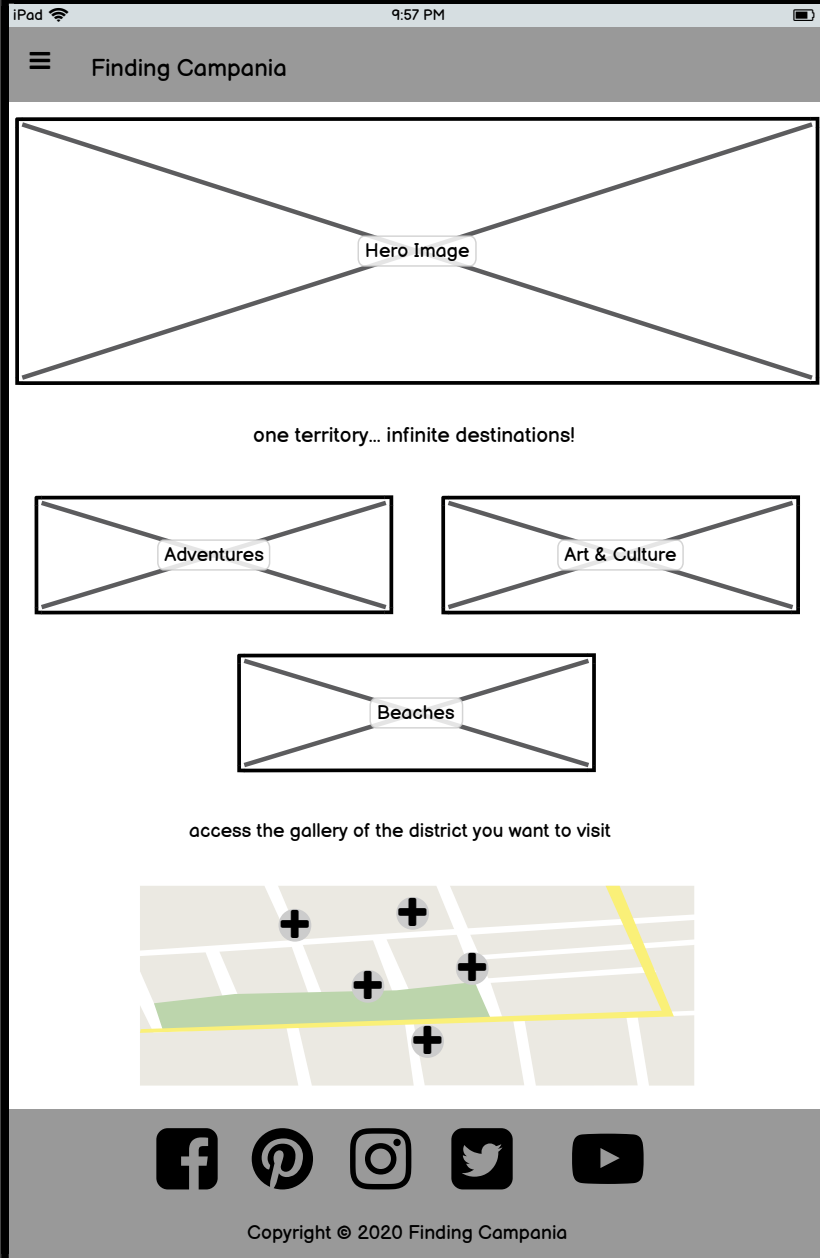 iPad 9:57 PM
Finding Campania
Hero Image
one territory... infinite destinations!
Adventures Art & Culture
Beaches
access the gallery of the district you want to visit
Copyright © 2020 Finding Campania